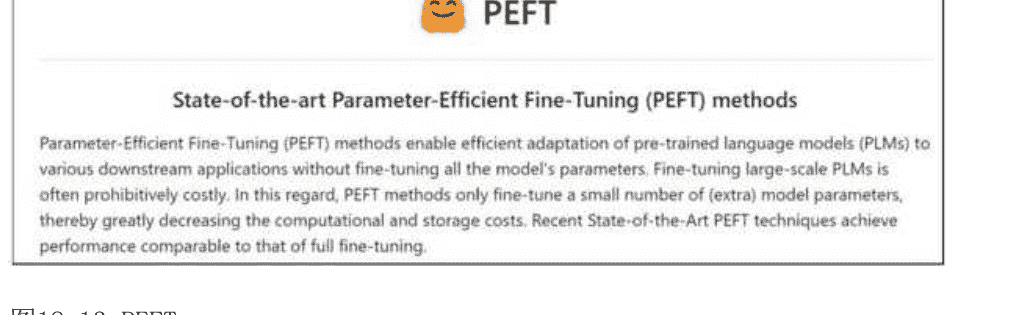 PEFT
State-of-the-art Parameter-Efficient Fine-Tuning (PEFT) methods
Parameter-Efficient Fine-Tuning (PEFT) methods enable efficient adaptation of pre-trained language models (PLMs) to
various downstream applications without fine-tuning all the model's parameters. Fine-tuning large-scale PLMs is
often prohibitively costly. In this regard, PEFT methods only fine-tune a small number of (extra) model parameters,
thereby greatly decreasing the computational and storage costs. Recent State-of-the-Art PEFT techniques achieve
performance comparable to that of full fine-tuning.